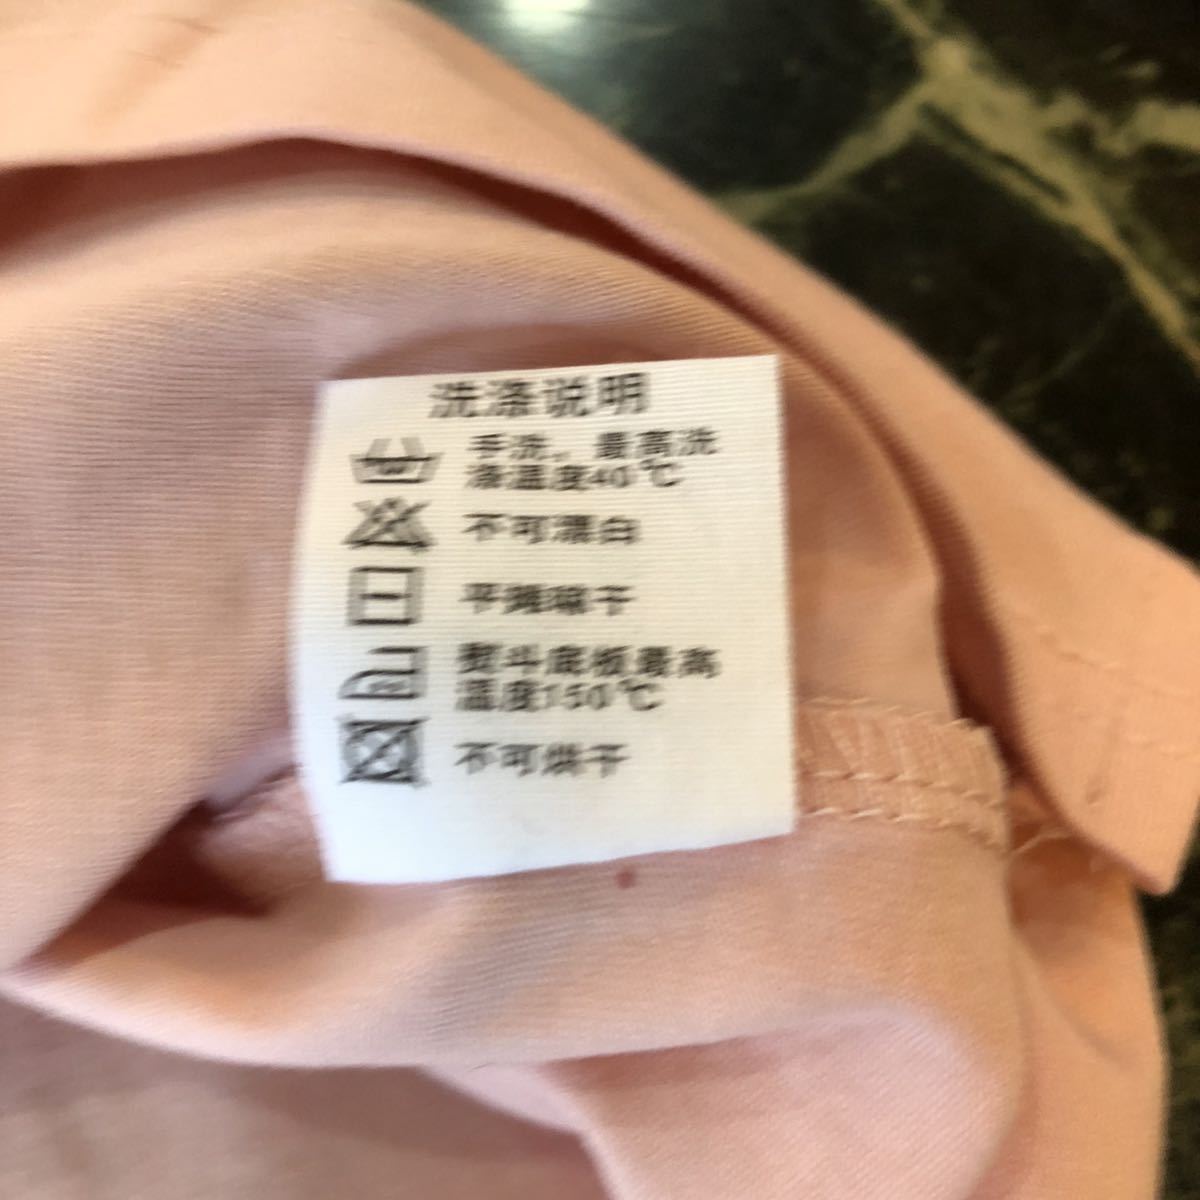 洗涤说明
手洗，最高洗
涤温度40℃
不可漂白
平摊晾干
熨斗底板最高
温度150℃
不可烘干